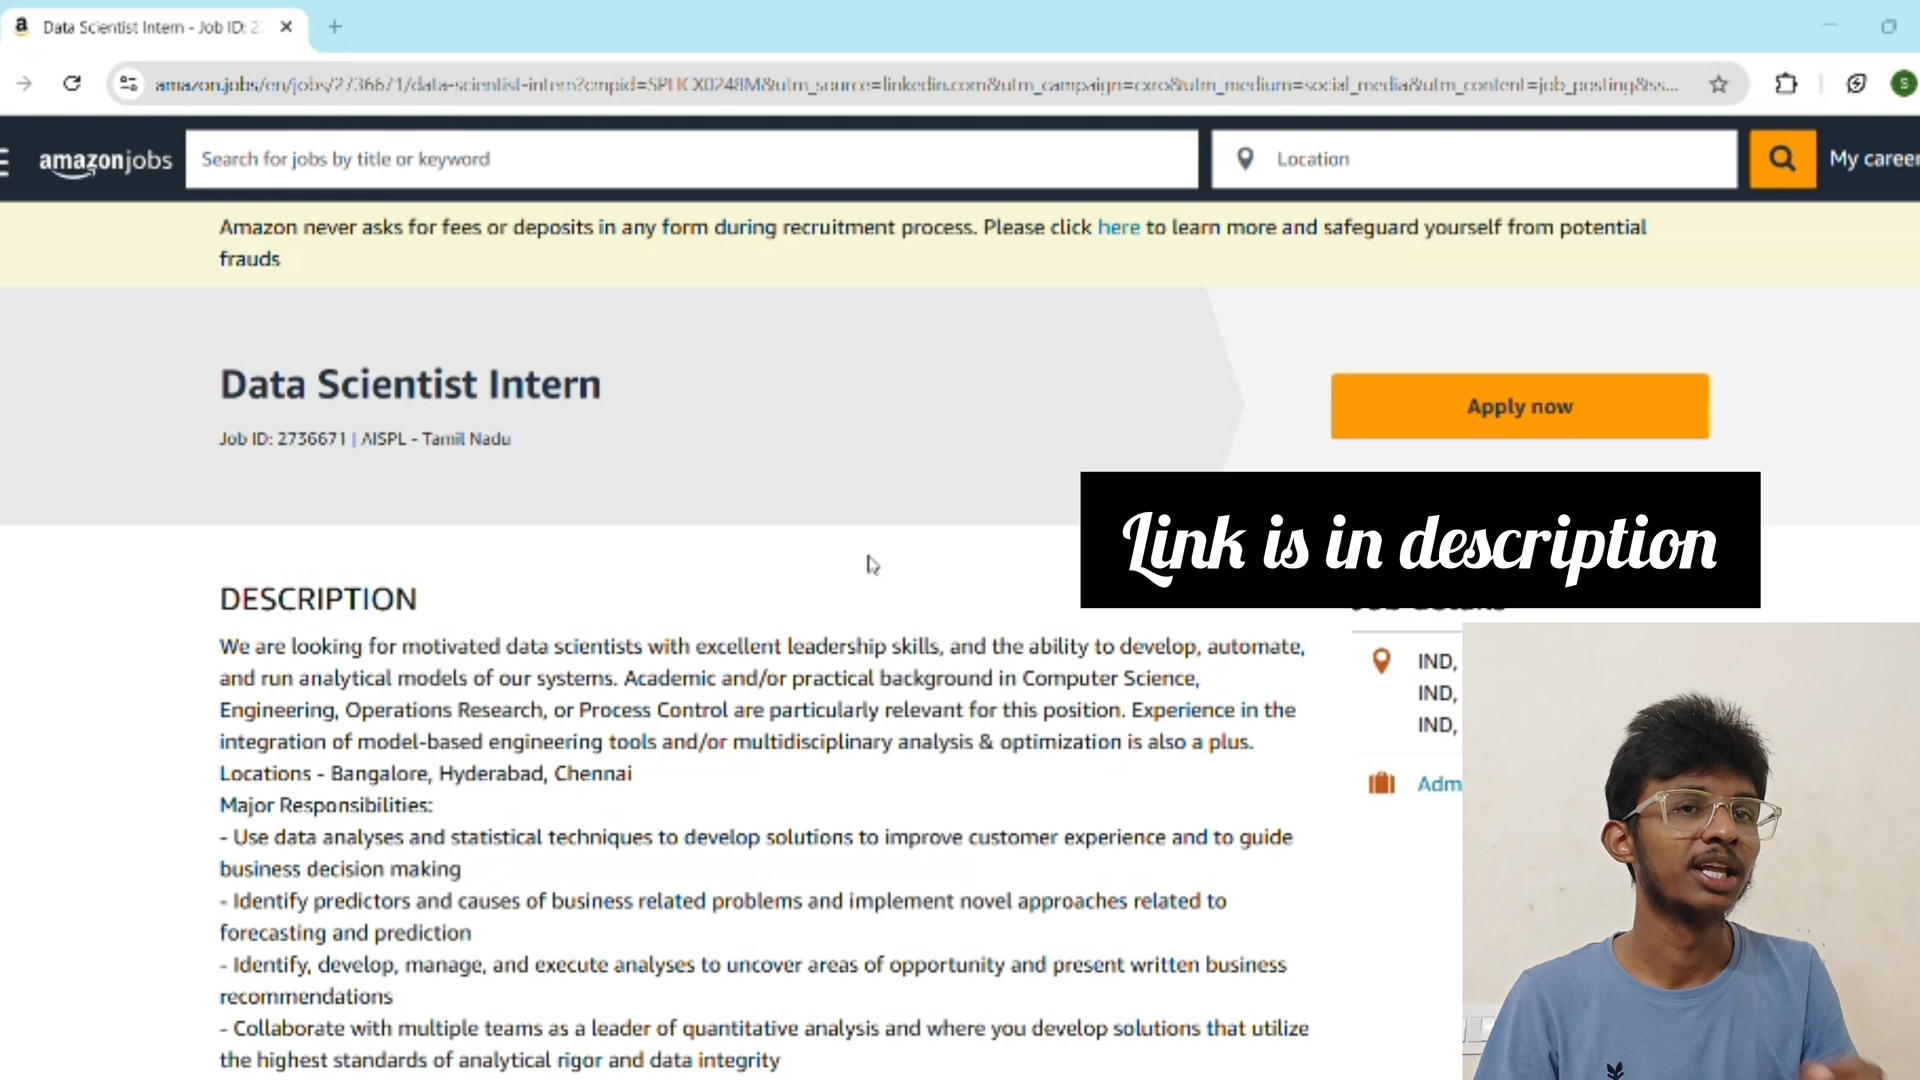 Data Scientist Intern - Job ID: 2
amazon.jobs/en/jobs/2736671/data-scientist-intern?cmpid=SPLICX0248M&utm_source=linkedin.com&utm_campaign=cxro&utm_medium=social_media&utm_content=job_posting&ss...
S
amazonjobs
Search for jobs by title or keyword
Location
My career
Amazon never asks for fees or deposits in any form during recruitment process. Please click here to learn more and safeguard yourself from potential
frauds
Data Scientist Intern
Apply now
Job ID: 2736671 | AISPL - Tamil Nadu
Link is in description
DESCRIPTION
We are looking for motivated data scientists with excellent leadership skills, and the ability to develop, automate,
and run analytical models of our systems. Academic and/or practical background in Computer Science,
Engineering, Operations Research, or Process Control are particularly relevant for this position. Experience in the
integration of model-based engineering tools and/or multidisciplinary analysis & optimization is also a plus.
Locations - Bangalore, Hyderabad, Chennai
Major Responsibilities:
- Use data analyses and statistical techniques to develop solutions to improve customer experience and to guide
business decision making
- Identify predictors and causes of business related problems and implement novel approaches related to
forecasting and prediction
- Identify, develop, manage, and execute analyses to uncover areas of opportunity and present written business
recommendations
- Collaborate with multiple teams as a leader of quantitative analysis and where you develop solutions that utilize
the highest standards of analytical rigor and data integrity
IND,
IND,
IND,
Adm